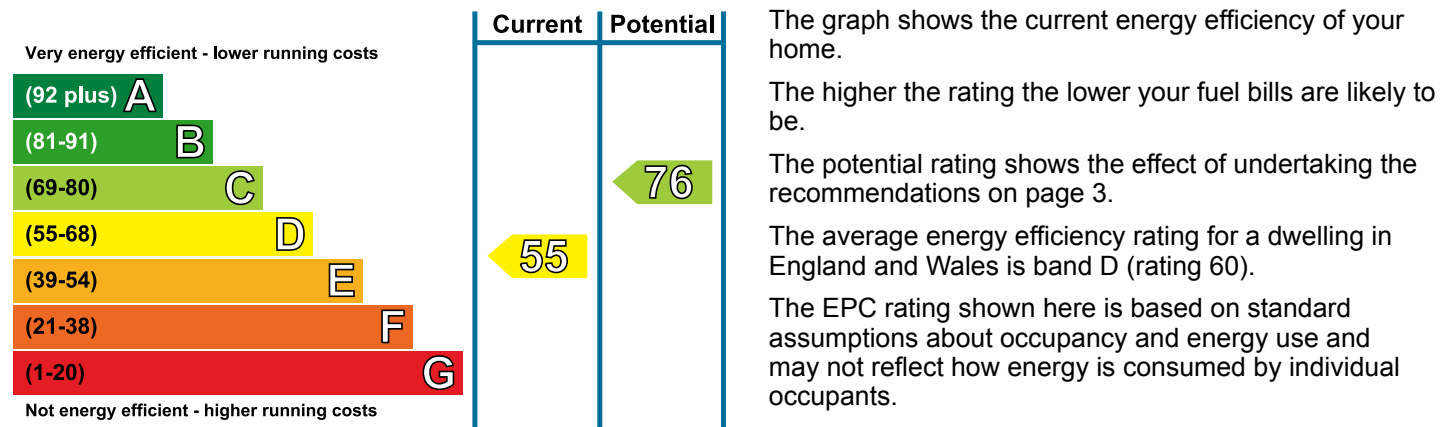 Current Potential
Very energy efficient - lower running costs
(92 plus) A
(81-91) B
(69-80) C
76
(55-68) D
55
(39-54) E
(21-38) F
(1-20) G
Not energy efficient - higher running costs
The graph shows the current energy efficiency of your
home.
The higher the rating the lower your fuel bills are likely to
be.
The potential rating shows the effect of undertaking the
recommendations on page 3.
The average energy efficiency rating for a dwelling in
England and Wales is band D (rating 60).
The EPC rating shown here is based on standard
assumptions about occupancy and energy use and
may not reflect how energy is consumed by individual
occupants.